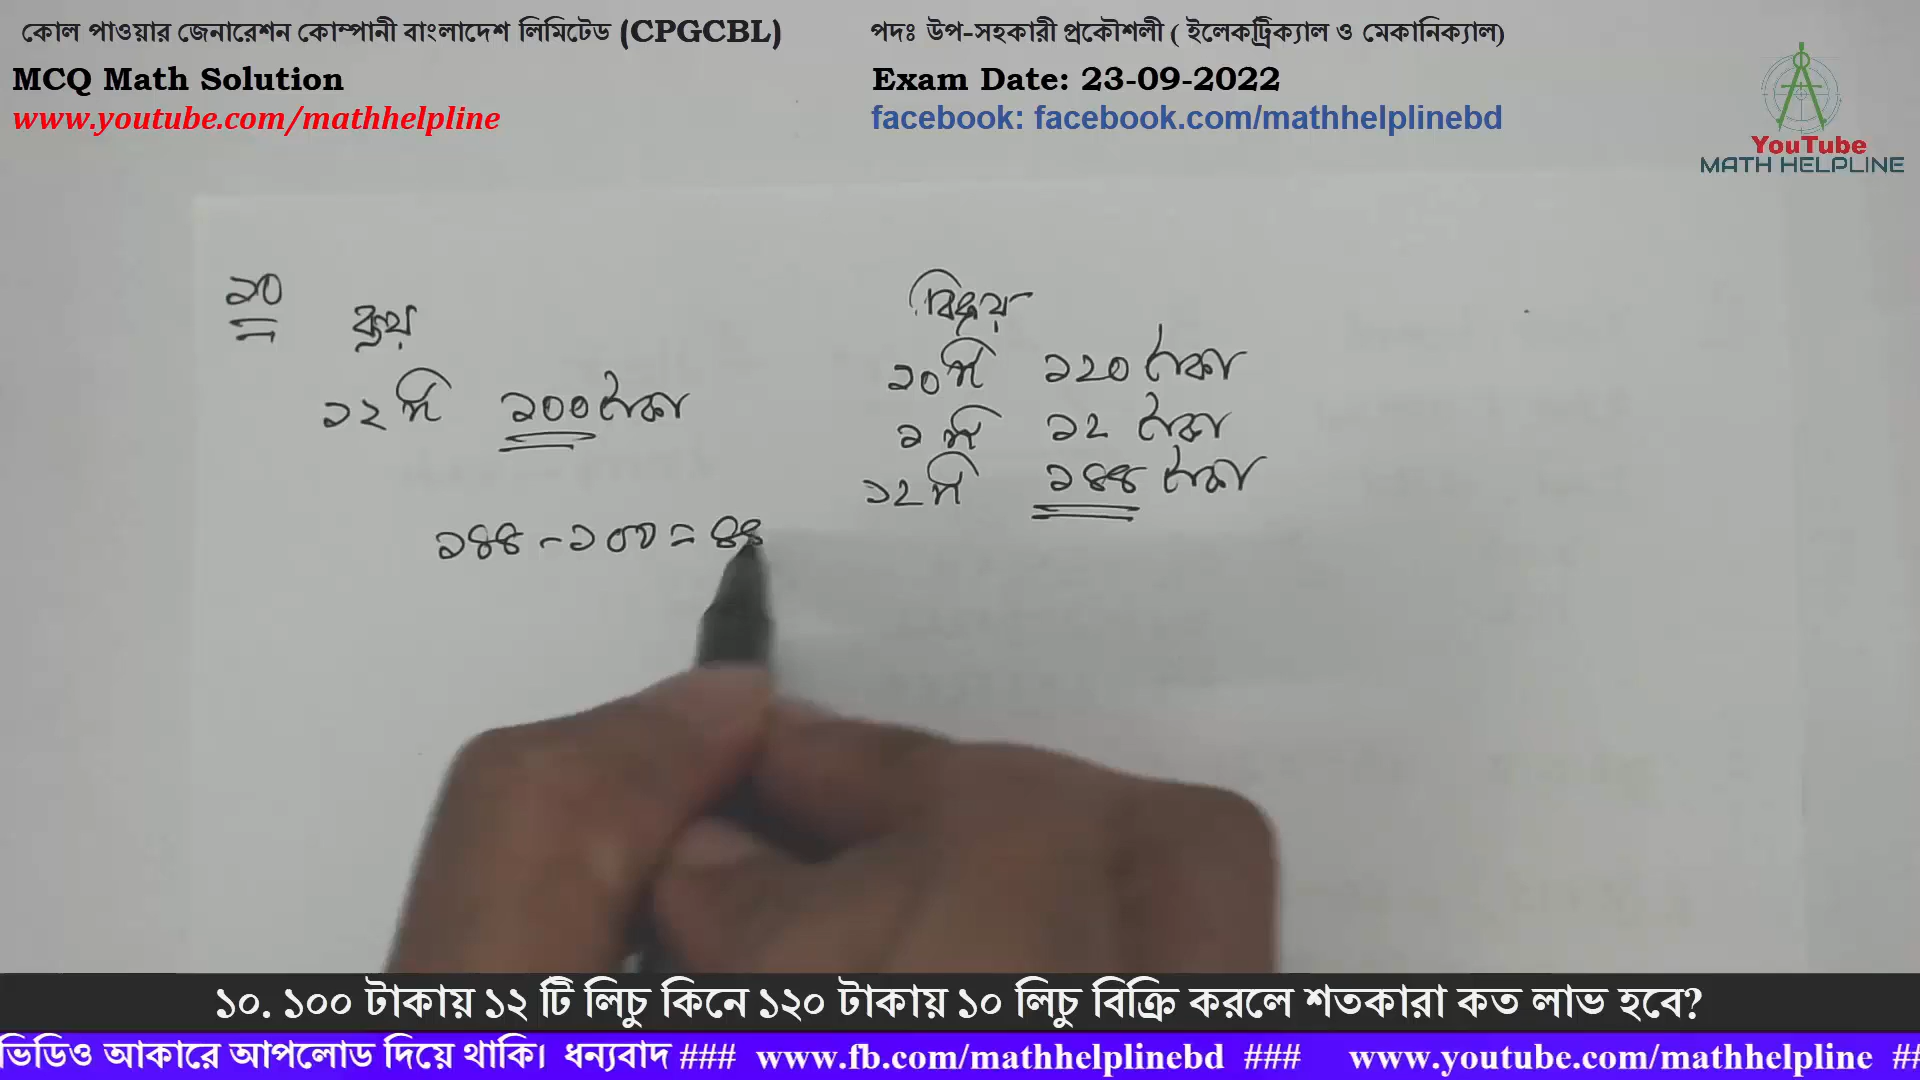 কোল পাওয়ার জেনারেশন কোম্পানী বাংলাদেশ লিমিটেড (CPGCBL)
পদঃ উপ-সহকারী প্রকৌশলী ( ইলেকট্রিক্যাল ও মেকানিক্যাল)
MCQ Math Solution
Exam Date: 23-09-2022
www.youtube.com/mathhelpline
facebook: facebook.com/mathhelplinebd
YouTube
MATH HELPLINE
১০
ক্রয়
১২ টি ১০০ টাকা
বিক্রয়
১০ টি ১২০ টাকা
১ টি ১২ টাকা
১২ টি ১৪৪ টাকা
১৪৪ - ১০০ = ৪৪
১০. ১০০ টাকায় ১২ টি লিচু কিনে ১২০ টাকায় ১০ লিচু বিক্রি করলে শতকারা কত লাভ হবে?
ভিডিও আকারে আপলোড দিয়ে থাকি। ধন্যবাদ ### www.fb.com/mathhelplinebd ### www.youtube.com/mathhelpline ##